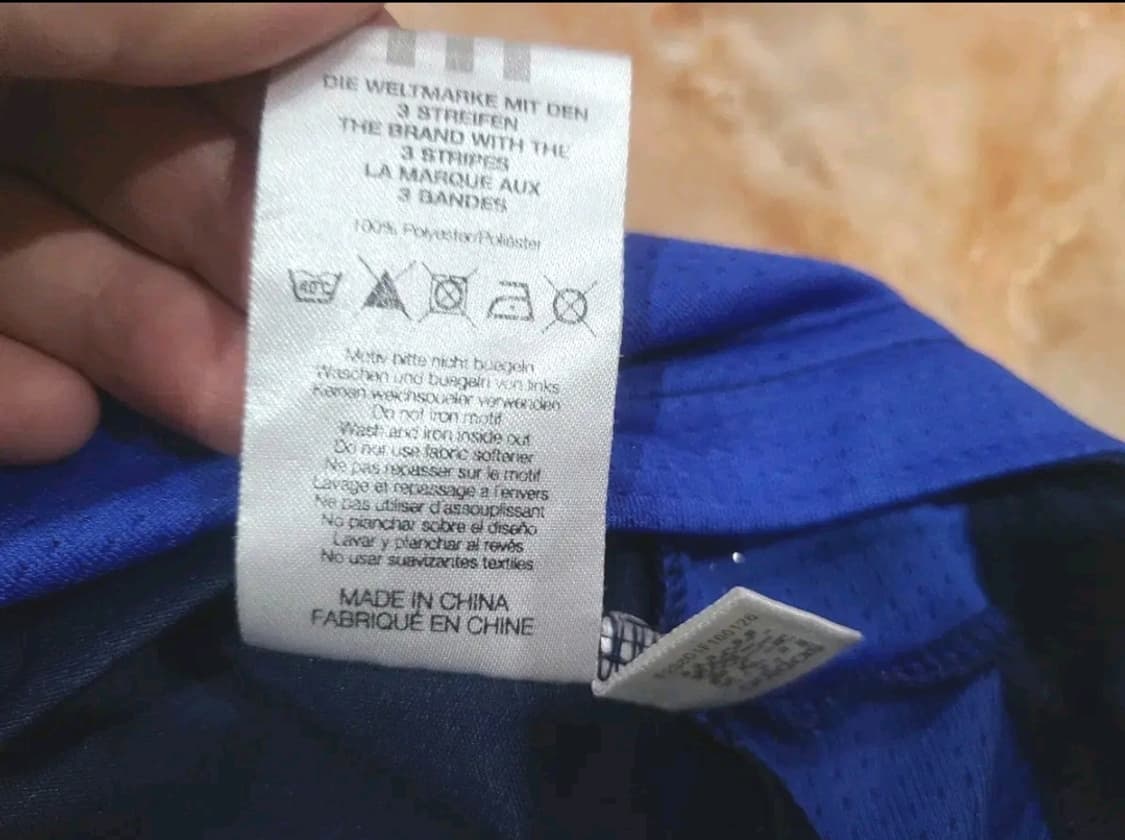 DIE WELTMARKE MIT DEN
3 STREIFEN
THE BRAND WITH THE
3 STRIPES
LA MARQUE AUX
3 BANDES
100% Polyester/Poliéster
40°C
Motiv bitte nicht buegeln
Waschen und buegeln von links
Keinen weichspueler verwenden
Do not iron motif
Wash and iron inside out
Do not use fabric softener
Ne pas repasser sur le motif
Lavage et repassage a l'envers
Ne pas utiliser d'assouplissant
No planchar sobre el diseño
Lavar y planchar al revés
No usar suavizantes textiles
MADE IN CHINA
FABRIQUÉ EN CHINE